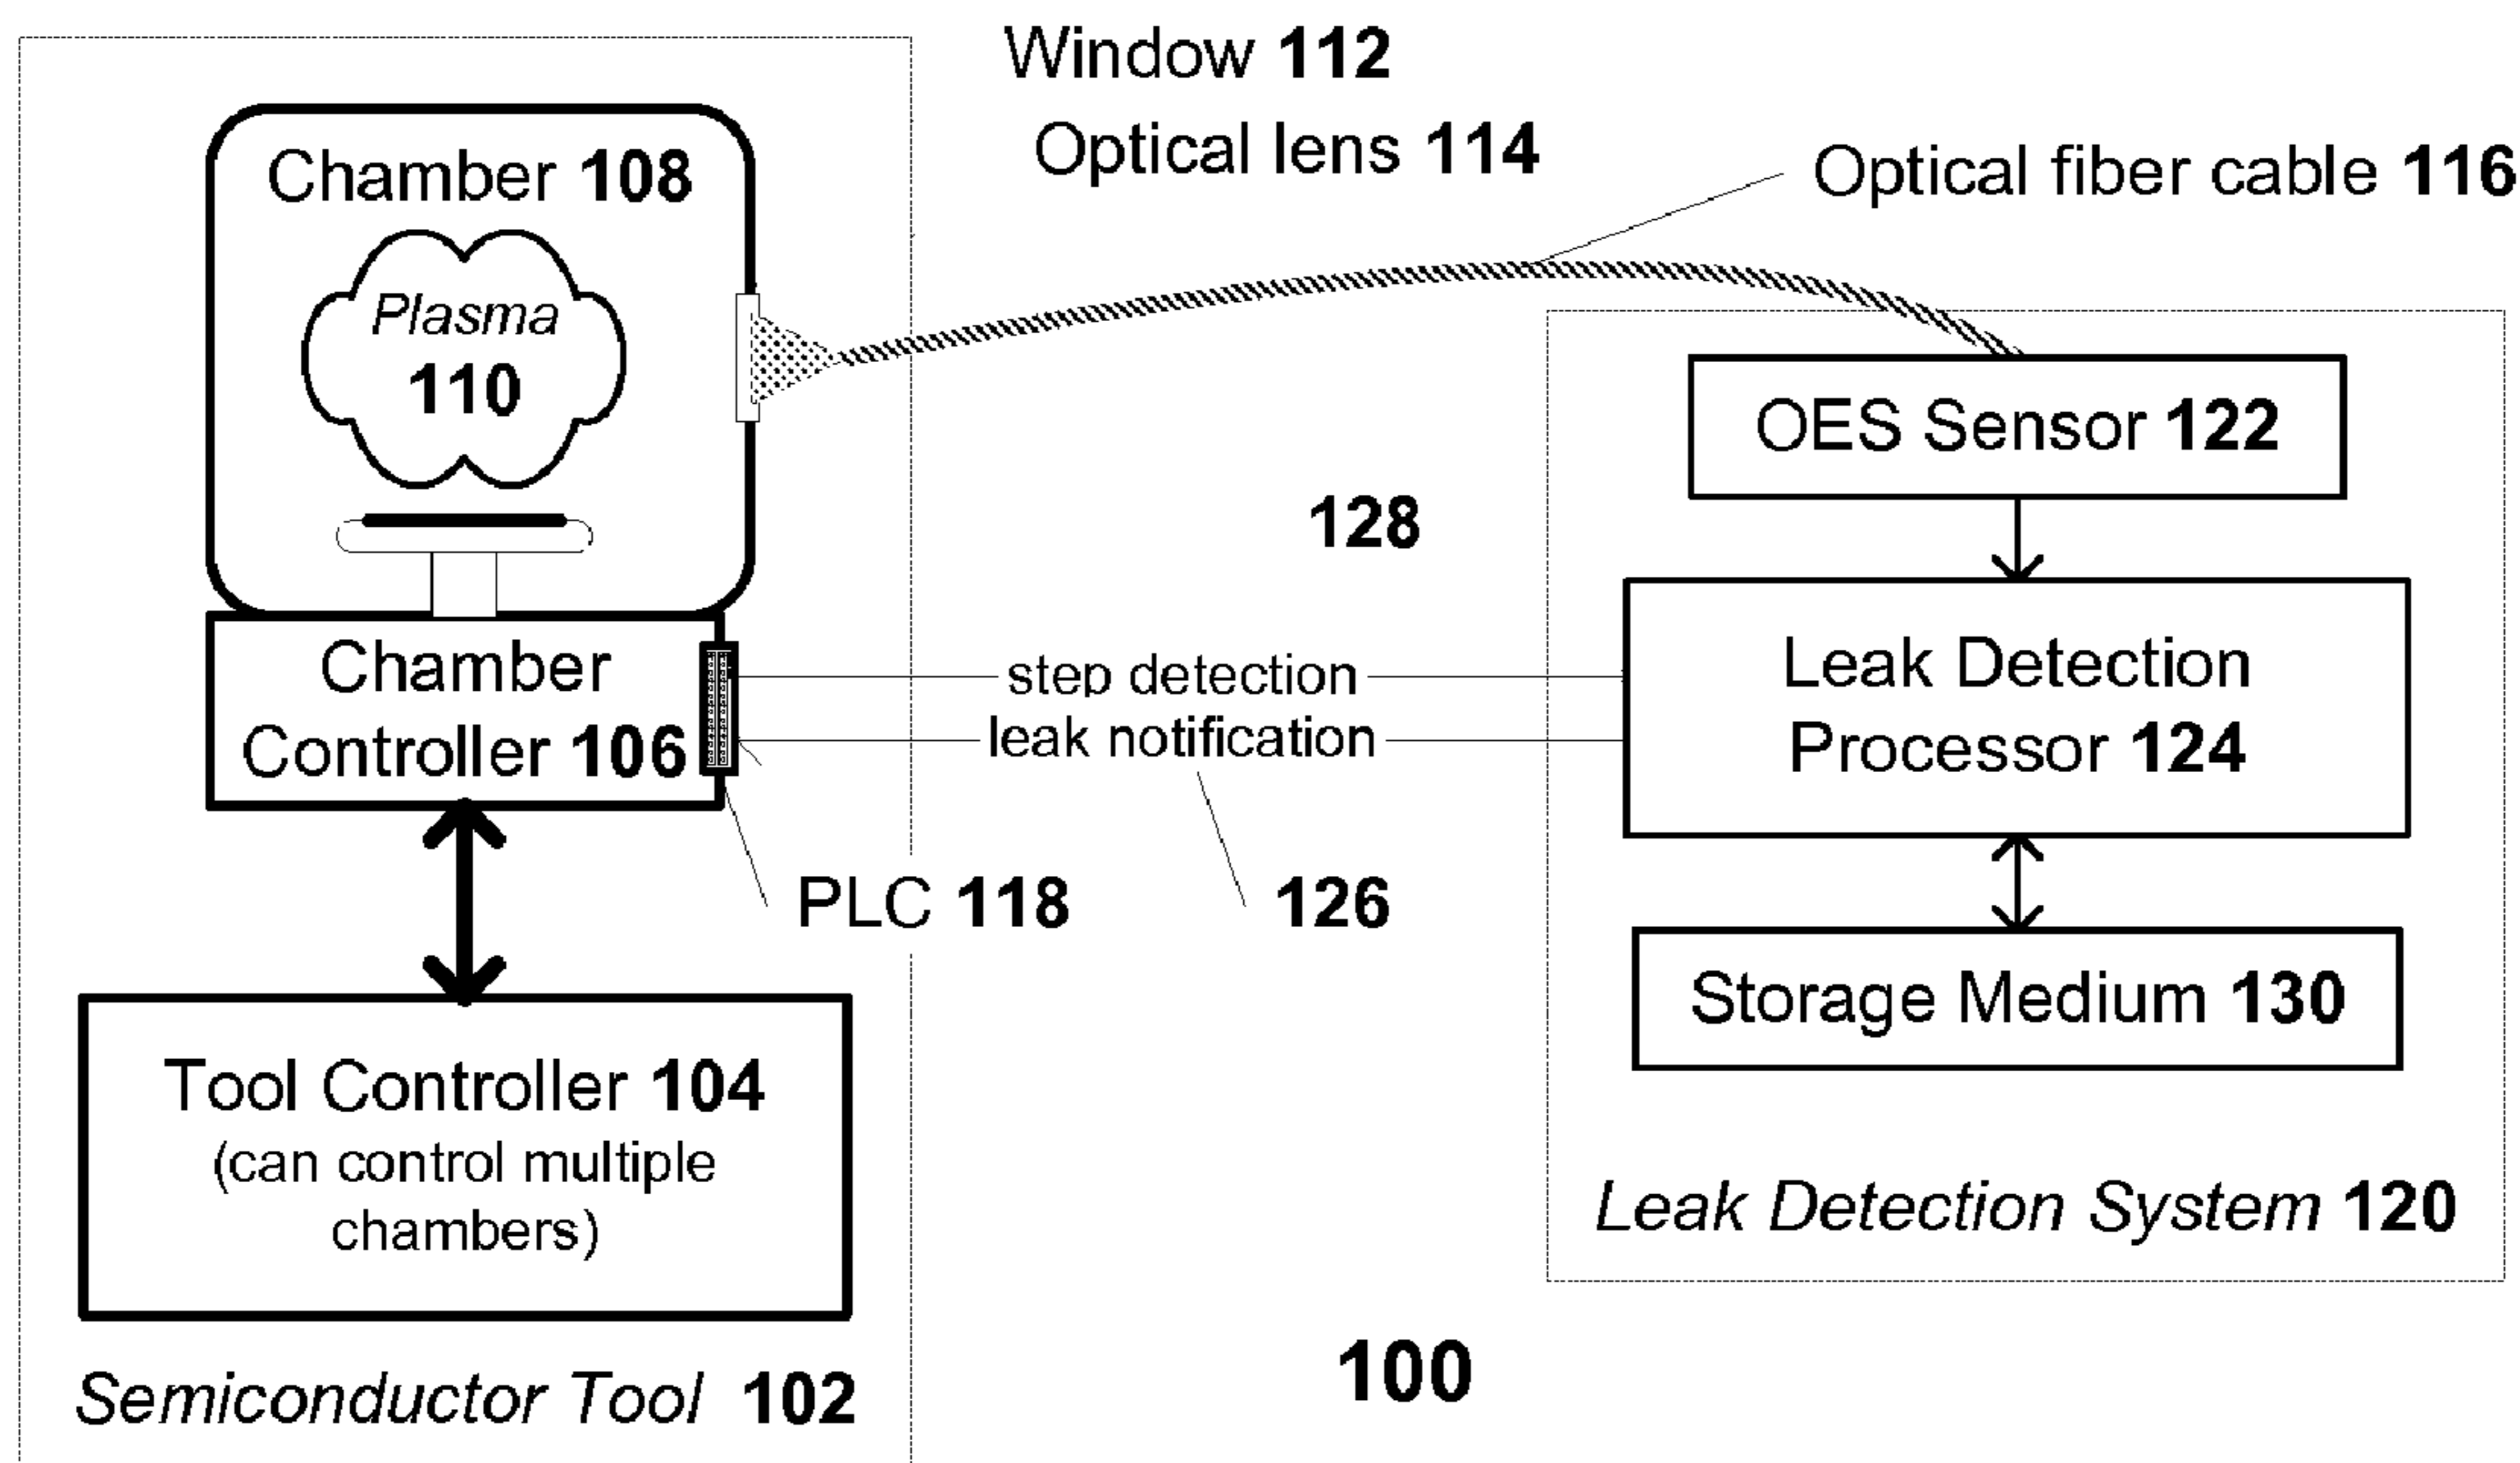 Window 112
Optical lens 114
Optical fiber cable 116
Chamber 108
Plasma
110
OES Sensor 122
128
Chamber
Controller 106
step detection
leak notification
Leak Detection
Processor 124
PLC 118
126
Storage Medium 130
Tool Controller 104
(can control multiple
chambers)
Leak Detection System 120
Semiconductor Tool 102
100